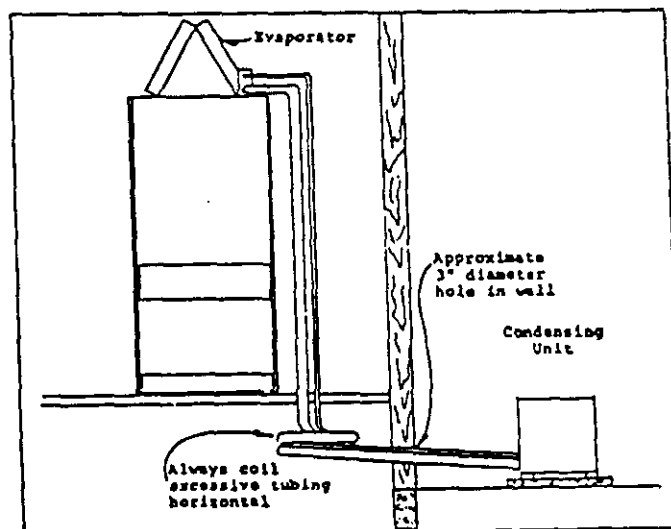 Evaporator
Approximate
3" diameter
hole in wall
Condensing
Unit
Always coil
excessive tubing
horizontal